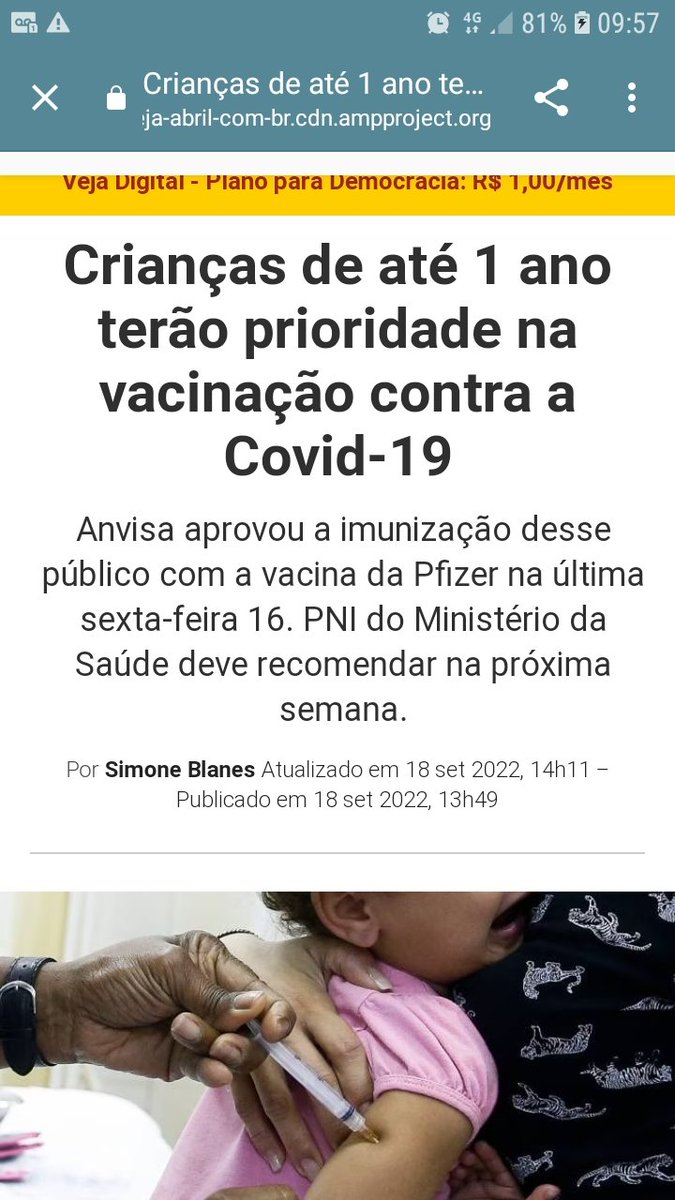 4G 81% 09:57
Crianças de até 1 ano te...
eja-abril-com-br.cdn.ampproject.org
Veja Digital - Plano para Democracia: R$ 1,00/mês
Crianças de até 1 ano
terão prioridade na
vacinação contra a
Covid-19
Anvisa aprovou a imunização desse
público com a vacina da Pfizer na última
sexta-feira 16. PNI do Ministério da
Saúde deve recomendar na próxima
semana.
Por Simone Blanes Atualizado em 18 set 2022, 14h11 –
Publicado em 18 set 2022, 13h49